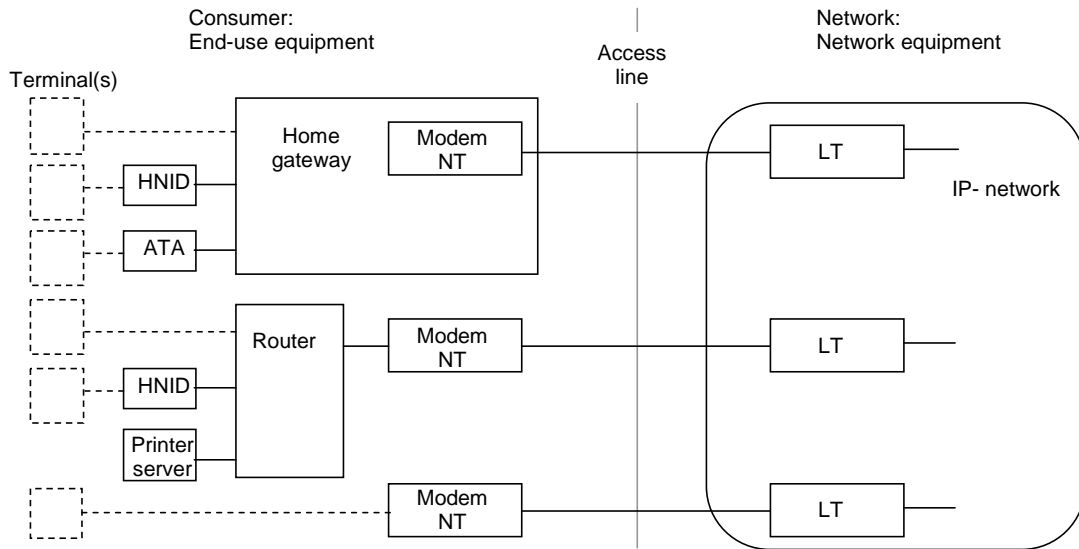 Consumer:
End-use equipment
Network:
Network equipment
Access
line
Terminal(s)
Home
gateway
Modem
NT
LT
HNID
IP- network
ATA
Router
Modem
NT
LT
HNID
Printer
server
Modem
NT
LT